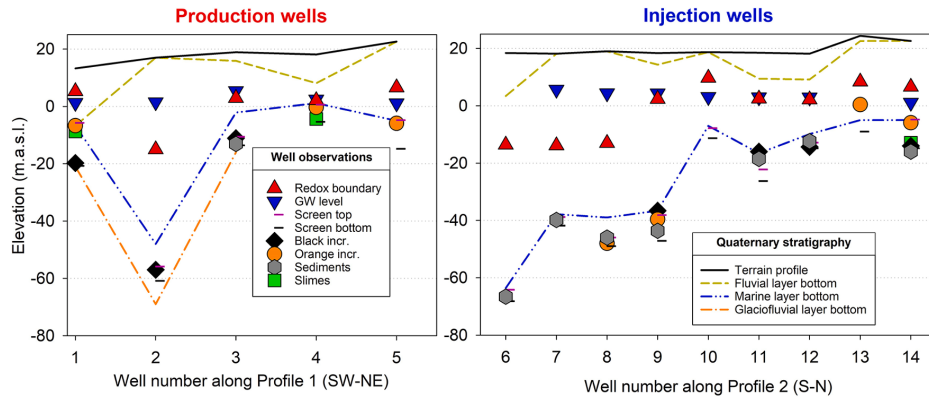 Production wells
Injection wells
Elevation (m.a.s.l.)
20
0
-20
-40
-60
-80
1
2
3
4
5
Well number along Profile 1 (SW-NE)
Well observations
Redox boundary
GW level
Screen top
Screen bottom
Black incr.
Orange incr.
Sediments
Slimes
20
0
-20
-40
-60
-80
6
7
8
9
10
11
12
13
14
Well number along Profile 2 (S-N)
Quaternary stratigraphy
Terrain profile
Fluvial layer bottom
Marine layer bottom
Glaciofluvial layer bottom